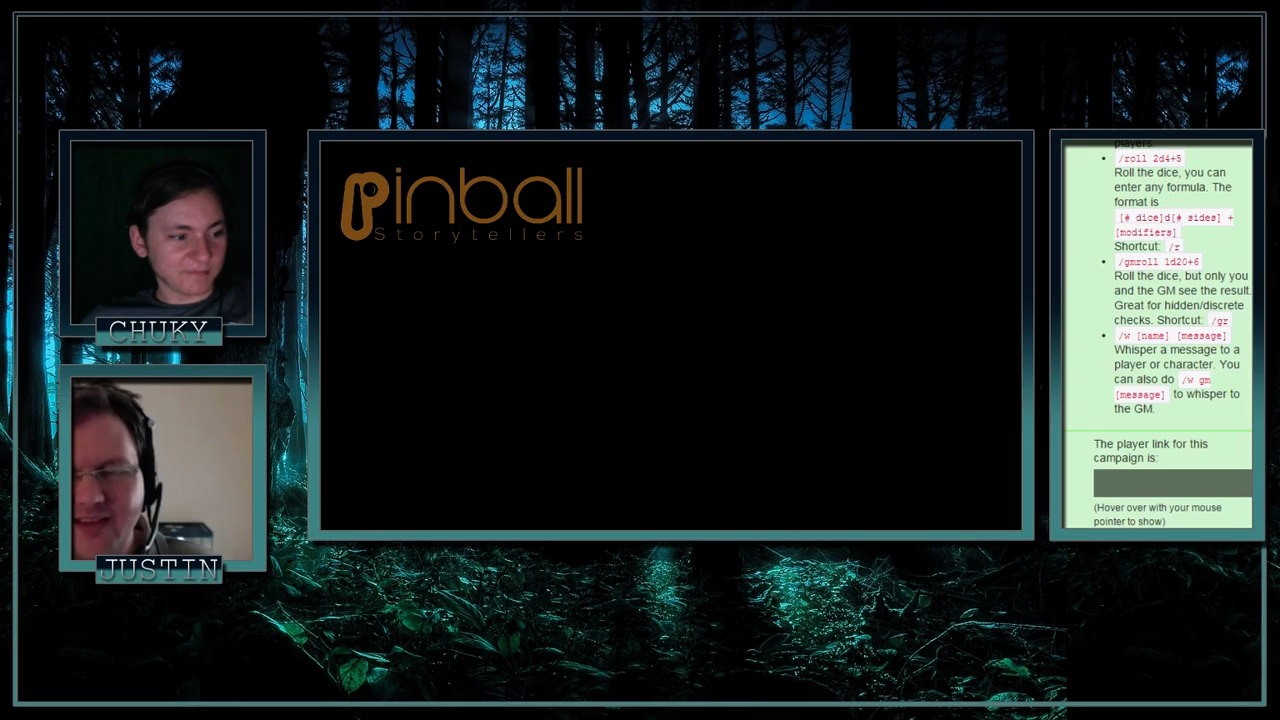 CHUKY
JUSTIN
pinball
Storytellers
players.
/roll 2d4+5
Roll the dice, you can
enter any formula. The
format is
[# dice]d[# sides] +
[modifiers]
Shortcut: /r
/gmroll 1d20+6
Roll the dice, but only you
and the GM see the result.
Great for hidden/discrete
checks. Shortcut: /gr
/w [name] [message]
Whisper a message to a
player or character. You
can also do /w gm
[message] to whisper to
the GM.
The player link for this
campaign is:
(Hover over with your mouse
pointer to show)